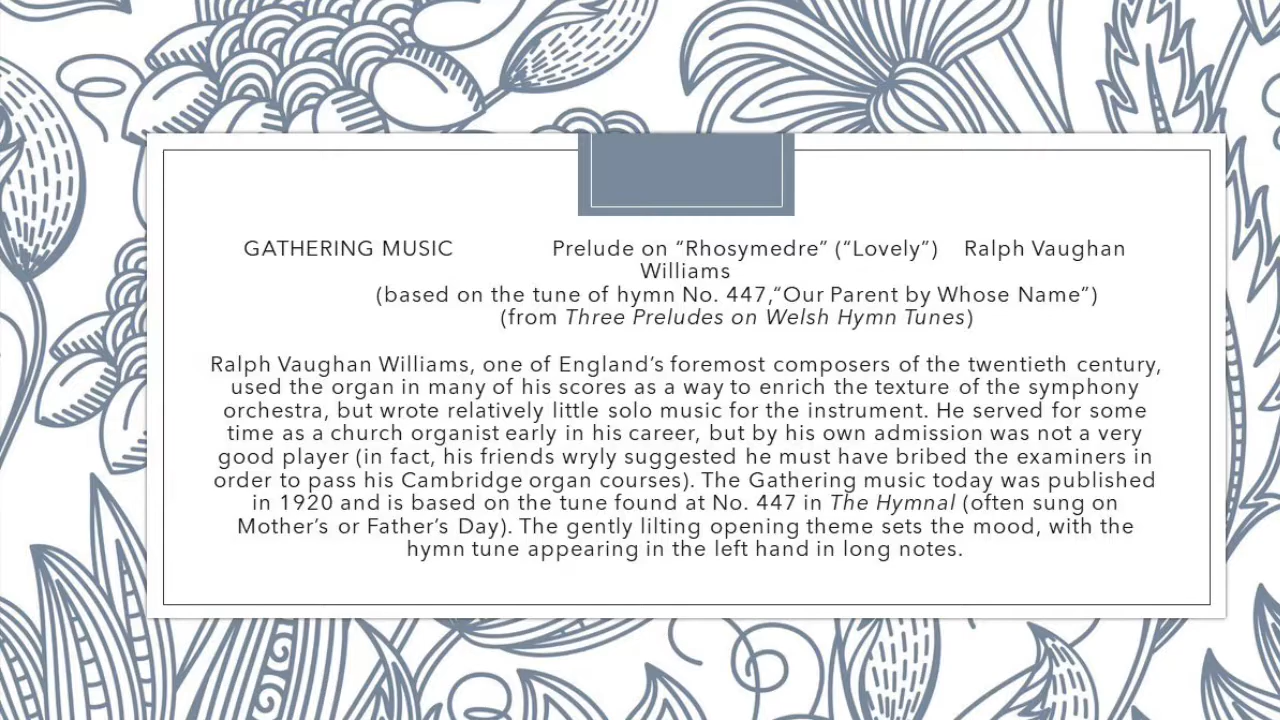 GATHERING MUSIC Prelude on “Rhosymedre” (“Lovely”) Ralph Vaughan
Williams
(based on the tune of hymn No. 447,“Our Parent by Whose Name”)
(from Three Preludes on Welsh Hymn Tunes)
Ralph Vaughan Williams, one of England’s foremost composers of the twentieth century,
used the organ in many of his scores as a way to enrich the texture of the symphony
orchestra, but wrote relatively little solo music for the instrument. He served for some
time as a church organist early in his career, but by his own admission was not a very
good player (in fact, his friends wryly suggested he must have bribed the examiners in
order to pass his Cambridge organ courses). The Gathering music today was published
in 1920 and is based on the tune found at No. 447 in The Hymnal (often sung on
Mother’s or Father’s Day). The gently lilting opening theme sets the mood, with the
hymn tune appearing in the left hand in long notes.